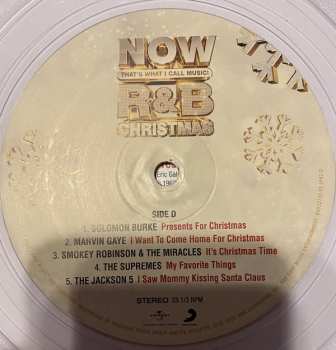 NOW
THAT'S WHAT I CALL MUSIC!
R&B
CHRISTMAS
SIDE D
1. SOLOMON BURKE Presents For Christmas
2. MARVIN GAYE I Want To Come Home For Christmas
3. SMOKEY ROBINSON & THE MIRACLES It's Christmas Time
4. THE SUPREMES My Favorite Things
5. THE JACKSON 5 I Saw Mommy Kissing Santa Claus
STEREO 33 1/3 RPM